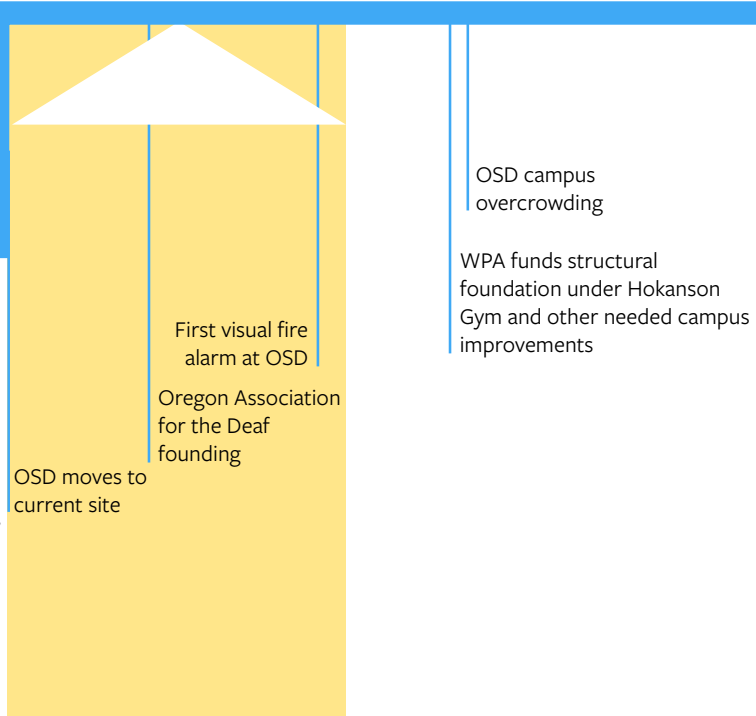 OSD campus
overcrowding
WPA funds structural
foundation under Hokanson
Gym and other needed campus
improvements
First visual fire
alarm at OSD
Oregon Association
for the Deaf
founding
OSD moves to
current site